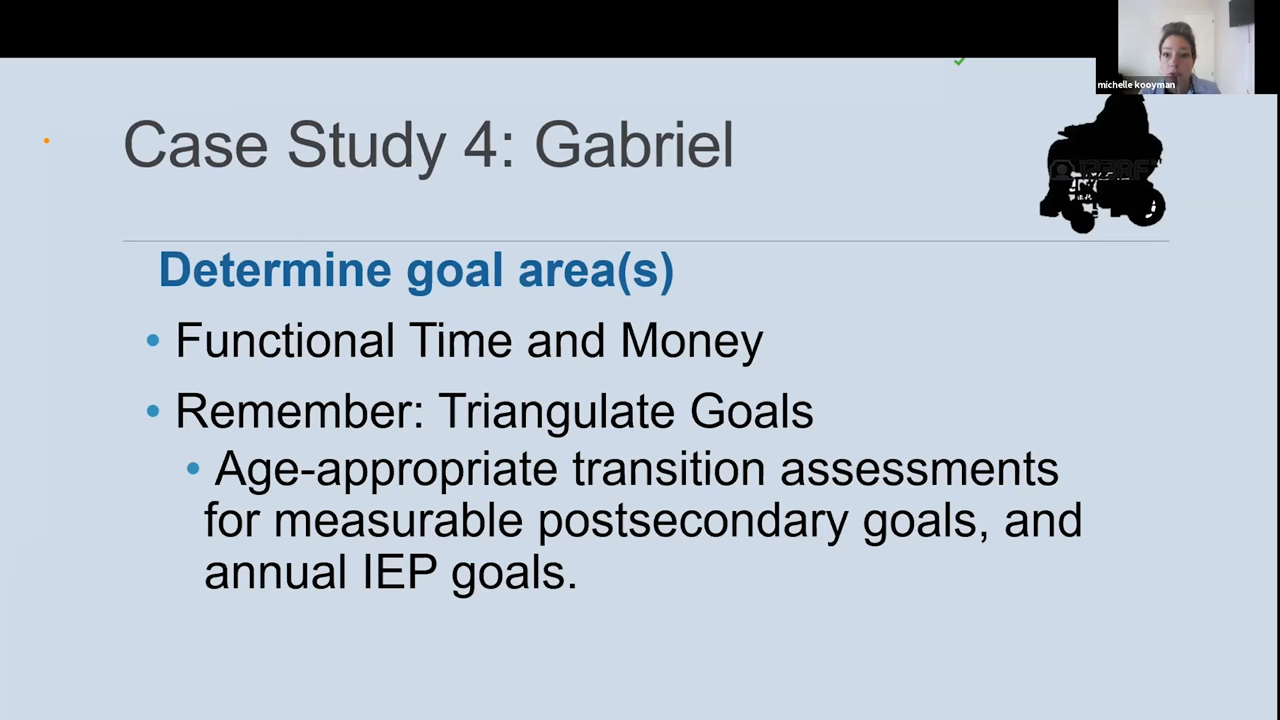 michelle kooyman
Case Study 4: Gabriel
Determine goal area(s)
• Functional Time and Money
• Remember: Triangulate Goals
• Age-appropriate transition assessments
for measurable postsecondary goals, and
annual IEP goals.